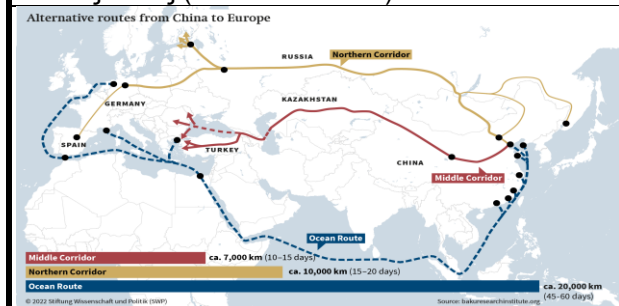 Alternative routes from China to Europe
RUSSIA
Northern Corridor
GERMANY
KAZAKHSTAN
SPAIN
TURKEY
CHINA
Middle Corridor
Ocean Route
Middle Corridor ca. 7,000 km (10–15 days)
Northern Corridor ca. 10,000 km (15–20 days)
Ocean Route ca. 20,000 km
(45-60 days)
© 2022 Stiftung Wissenschaft und Politik (SWP) Source: bakuresearchinstitute.org